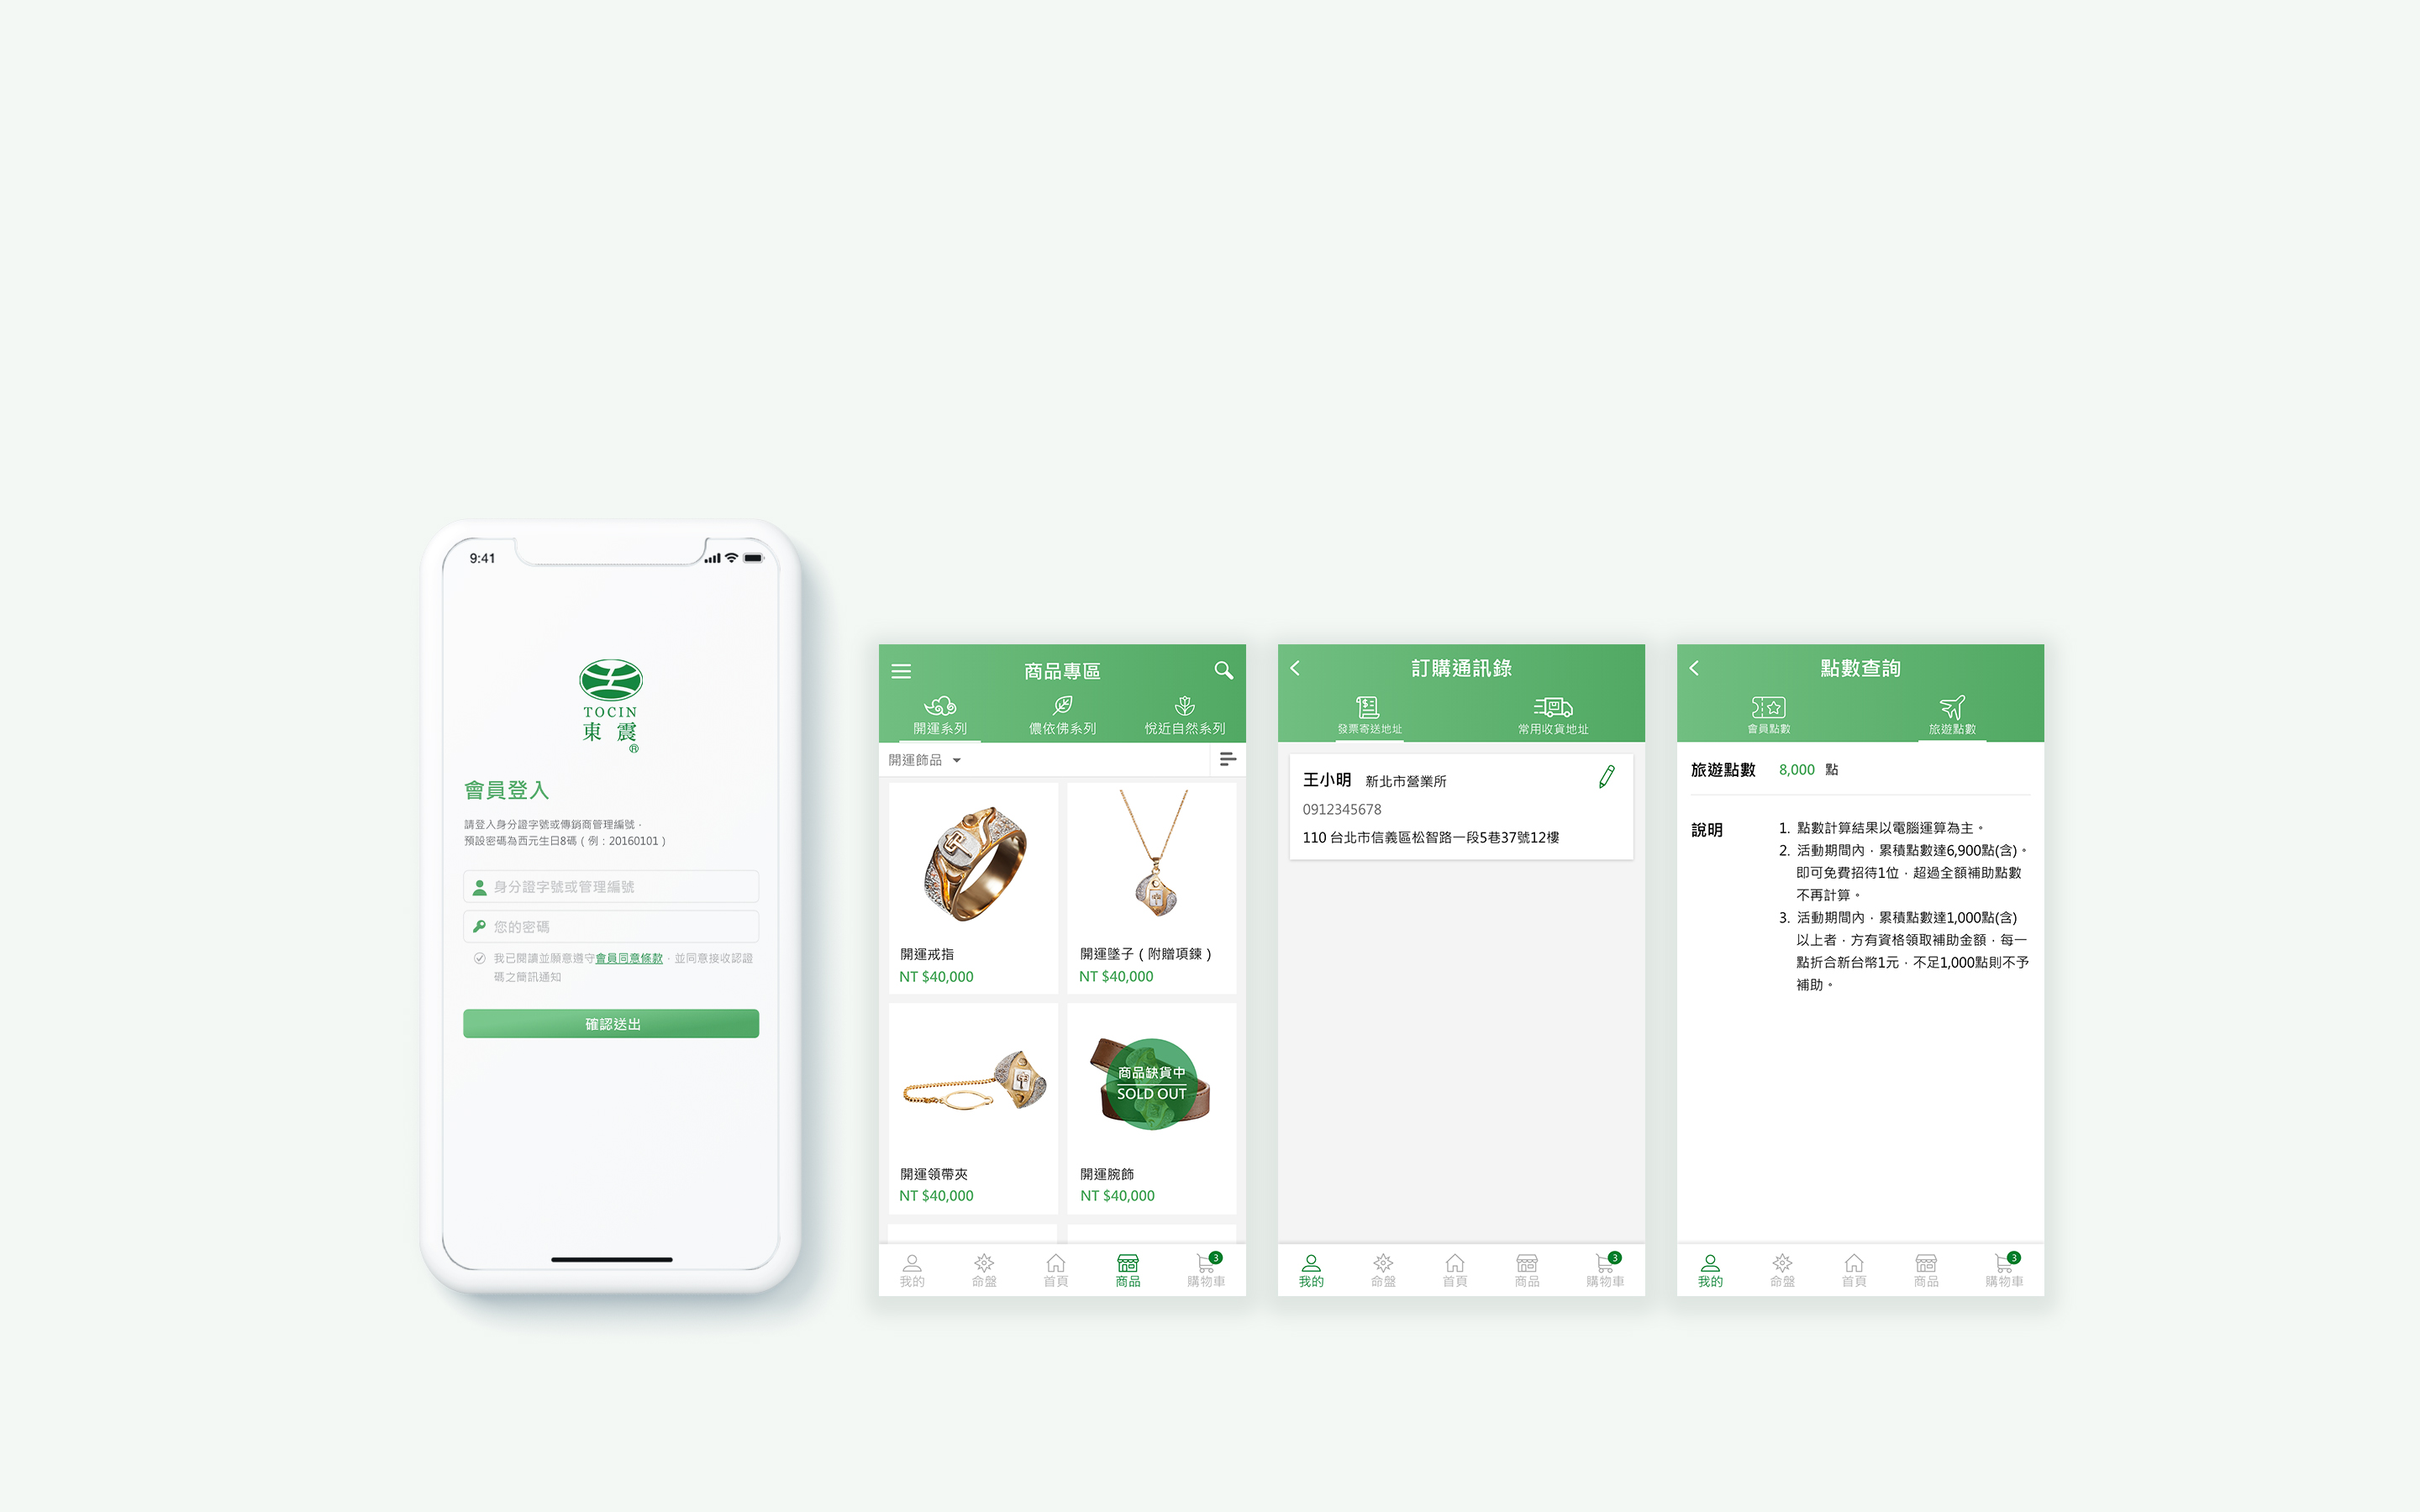 9:41
TOCIN
東震
®
會員登入
請登入身分證字號或傳銷商管理編號，
預設密碼為西元生日8碼（例：20160101）
身分證字號或管理編號
您的密碼
我已閱讀並願意遵守會員同意條款，並同意接收認證
碼之簡訊通知
確認送出
商品專區
開運系列
儂依佛系列
悅近自然系列
開運飾品
開運戒指
NT $40,000
開運墜子（附贈項鍊）
NT $40,000
商品缺貨中
SOLD OUT
開運領帶夾
NT $40,000
開運腕飾
NT $40,000
我的
命盤
首頁
商品
3
購物車
訂購通訊錄
發票寄送地址
常用收貨地址
王小明 新北市營業所
0912345678
110 台北市信義區松智路一段5巷37號12樓
我的
命盤
首頁
商品
3
購物車
點數查詢
會員點數
旅遊點數
旅遊點數 8,000 點
說明
1. 點數計算結果以電腦運算為主。
2. 活動期間內，累積點數達6,900點(含)。
即可免費招待1位，超過全額補助點數
不再計算。
3. 活動期間內，累積點數達1,000點(含)
以上者，方有資格領取補助金額，每一
點折合新台幣1元，不足1,000點則不予
補助。
我的
命盤
首頁
商品
3
購物車